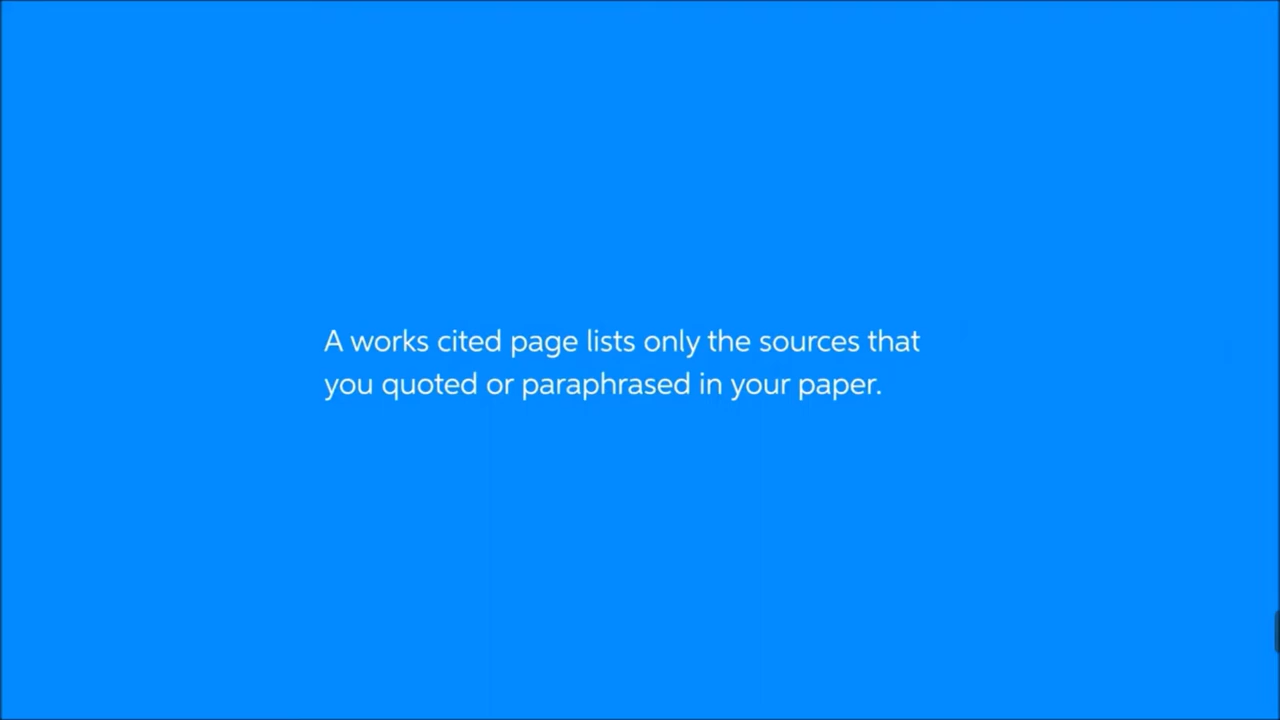 A works cited page lists only the sources that
you quoted or paraphrased in your paper.